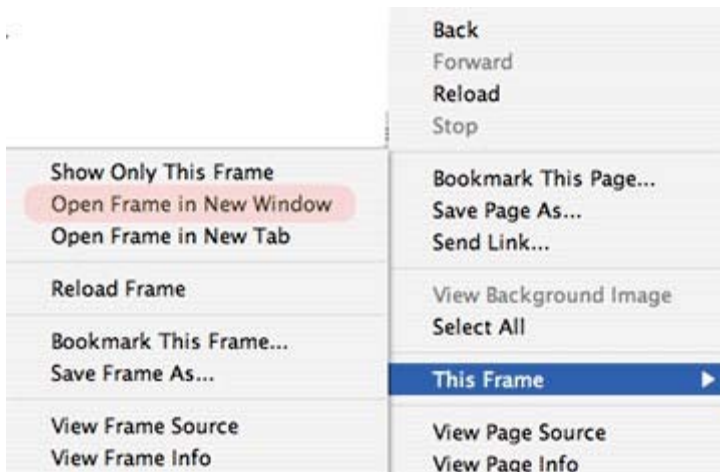 Back
Forward
Reload
Stop
Bookmark This Page...
Save Page As...
Send Link...
View Background Image
Select All
This Frame
View Page Source
View Page Info
Show Only This Frame
Open Frame in New Window
Open Frame in New Tab
Reload Frame
Bookmark This Frame...
Save Frame As...
View Frame Source
View Frame Info